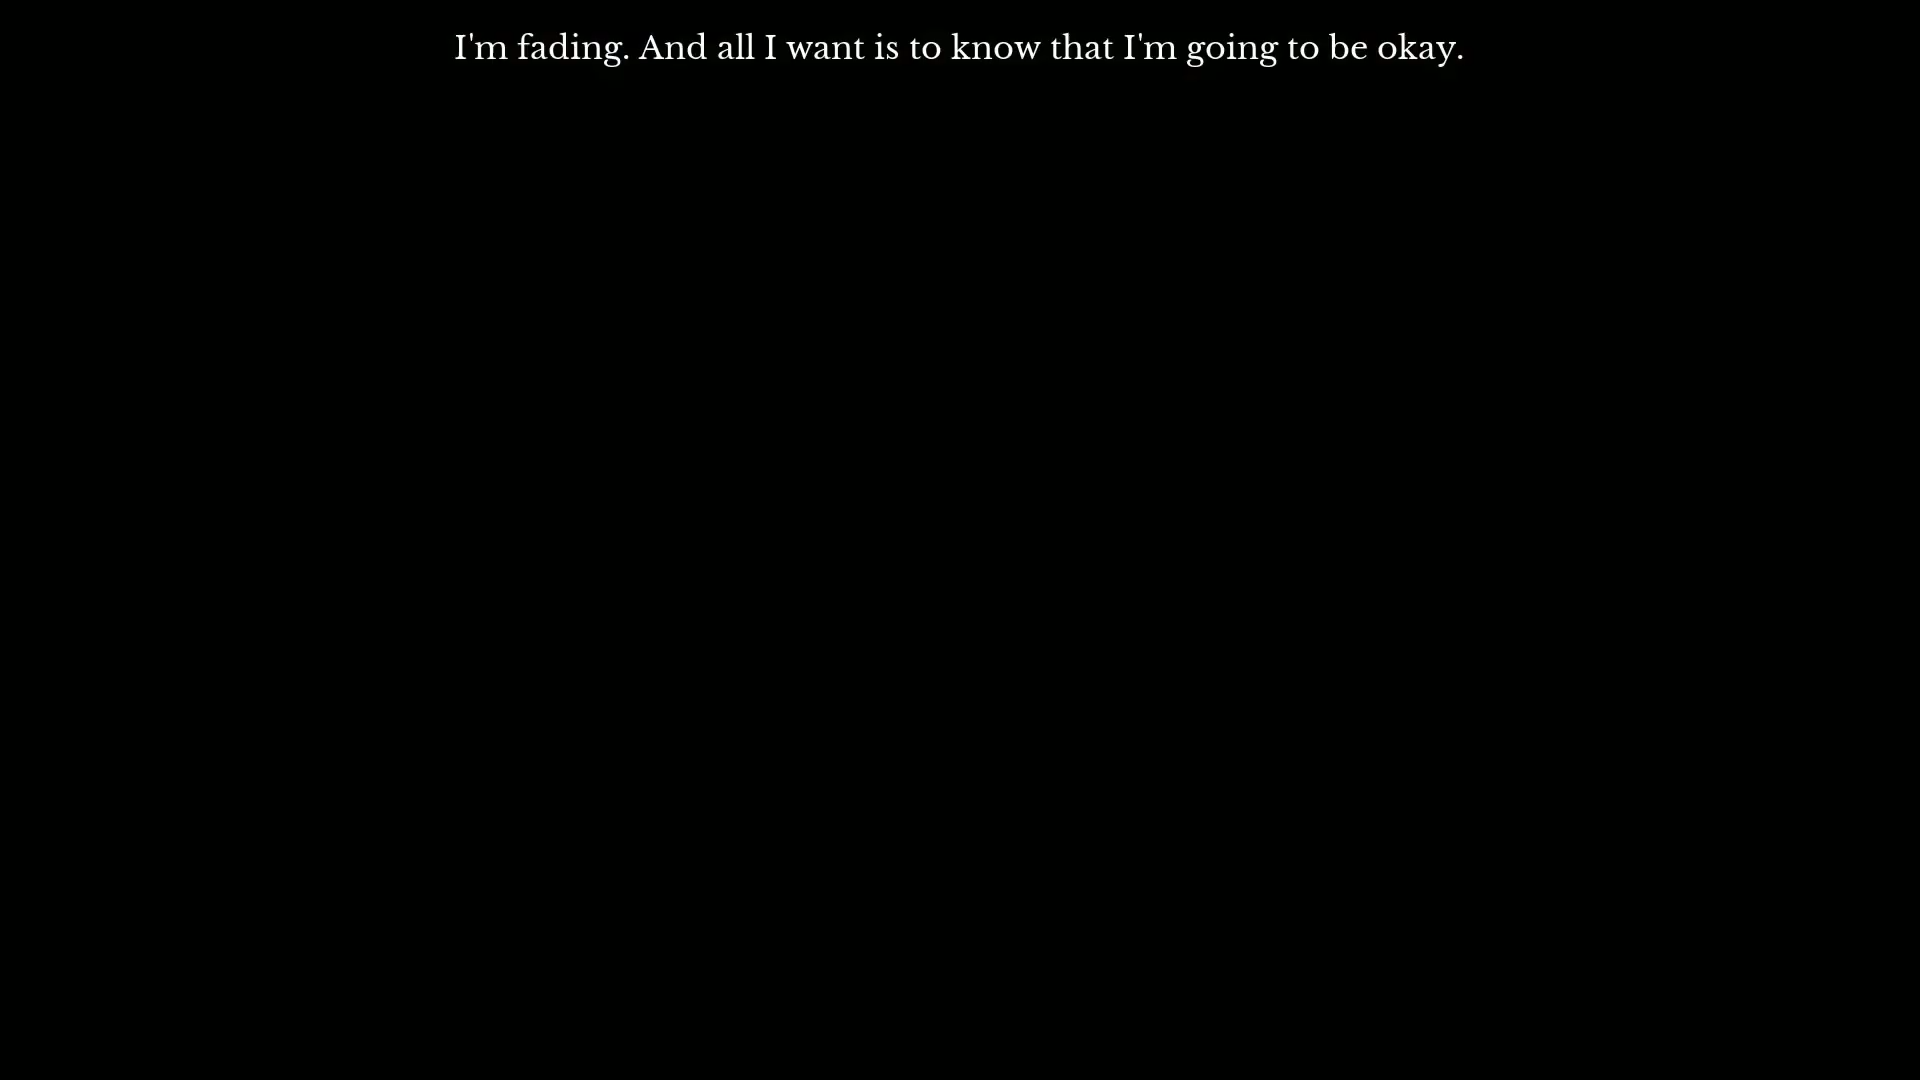 I'm fading. And all I want is to know that I'm going to be okay.